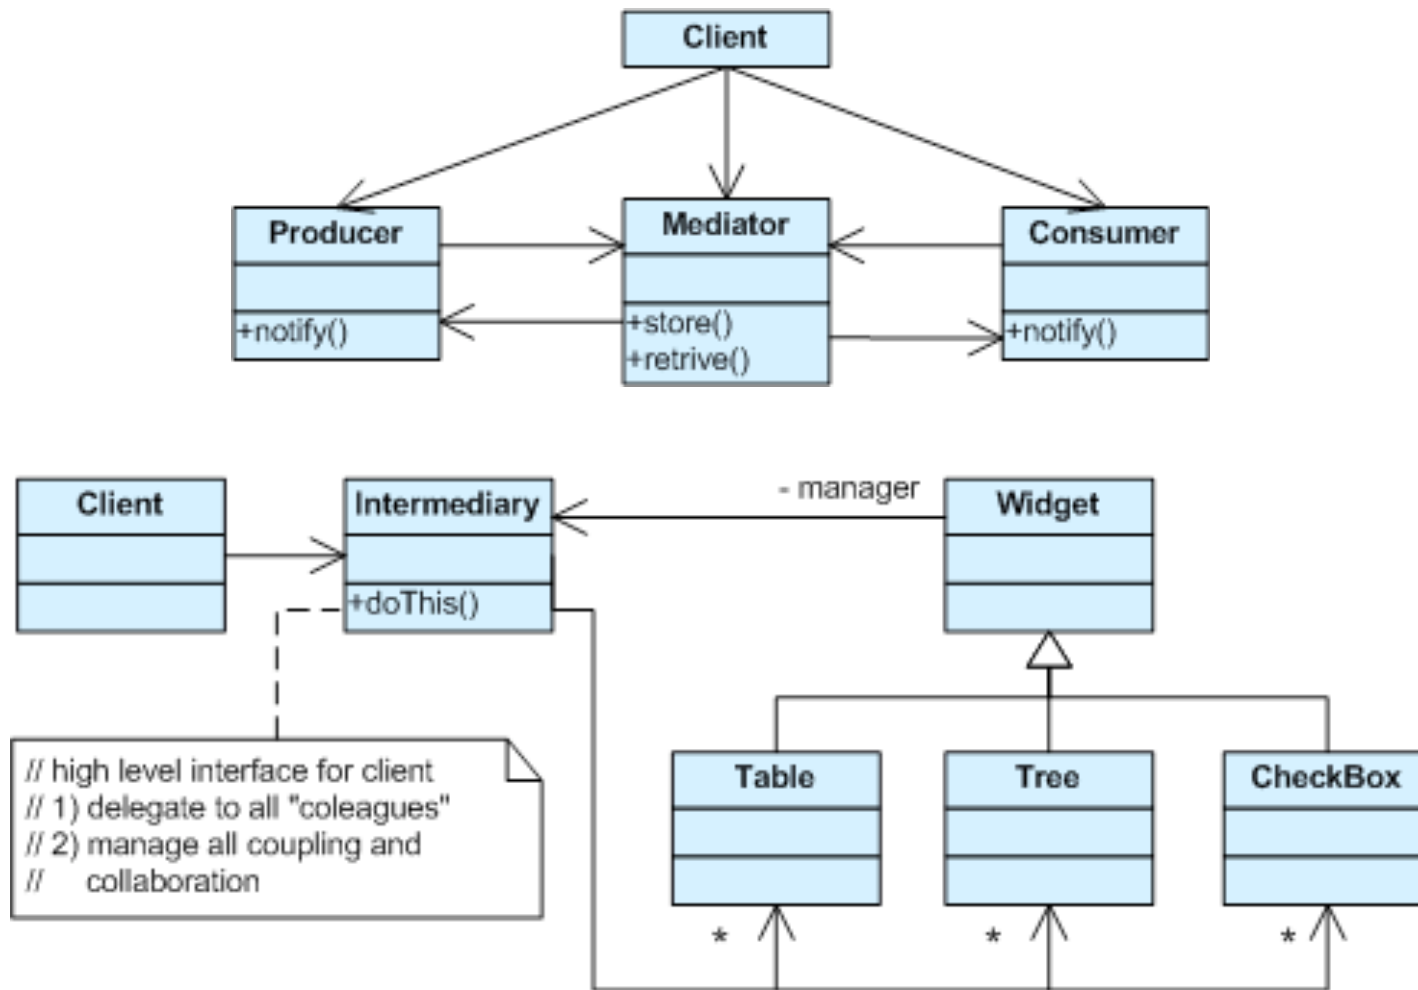 Client
Producer
Mediator
Consumer
+notify()
+store()
+retrive()
+notify()
Client
Intermediary
- manager
Widget
+doThis()
// high level interface for client
// 1) delegate to all "coleagues"
// 2) manage all coupling and
//     collaboration
Table
Tree
CheckBox
*
*
*